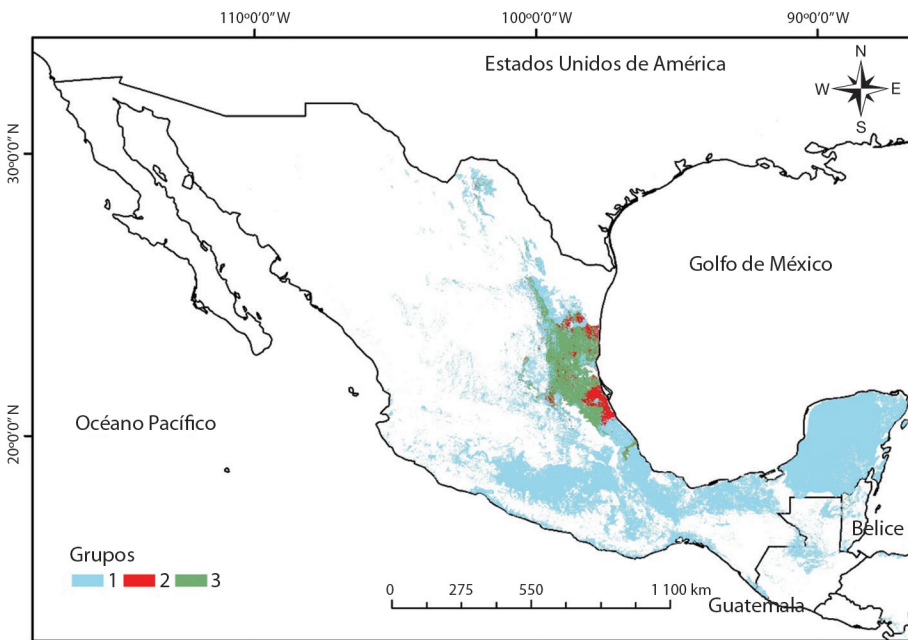 110º0'0" W
100º0'0" W
90º0'0" W
Estados Unidos de América
N
W
E
S
30º0'0" N
Golfo de México
Océano Pacífico
20º0'0" N
Belice
Grupos
1
2
3
0
275
550
1 100 km
Guatemala